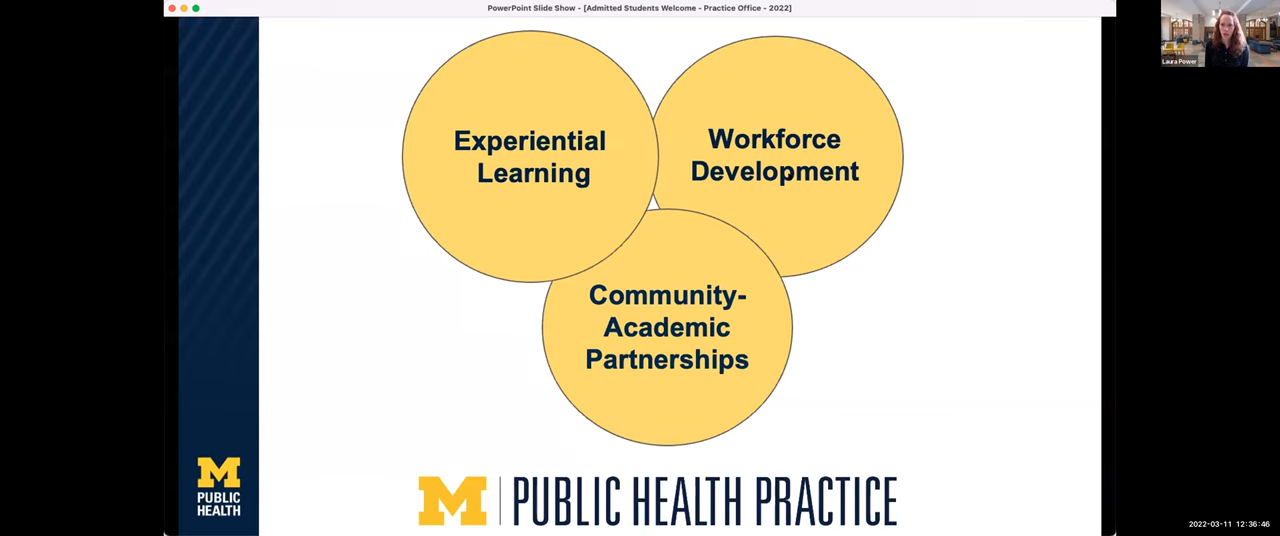 PowerPoint Slide Show - [Admitted Students Welcome - Practice Office - 2022]
Laura Power
Experiential
Learning
Workforce
Development
Community-
Academic
Partnerships
M
PUBLIC
HEALTH
M | PUBLIC HEALTH PRACTICE
2022-03-11 12:36:46